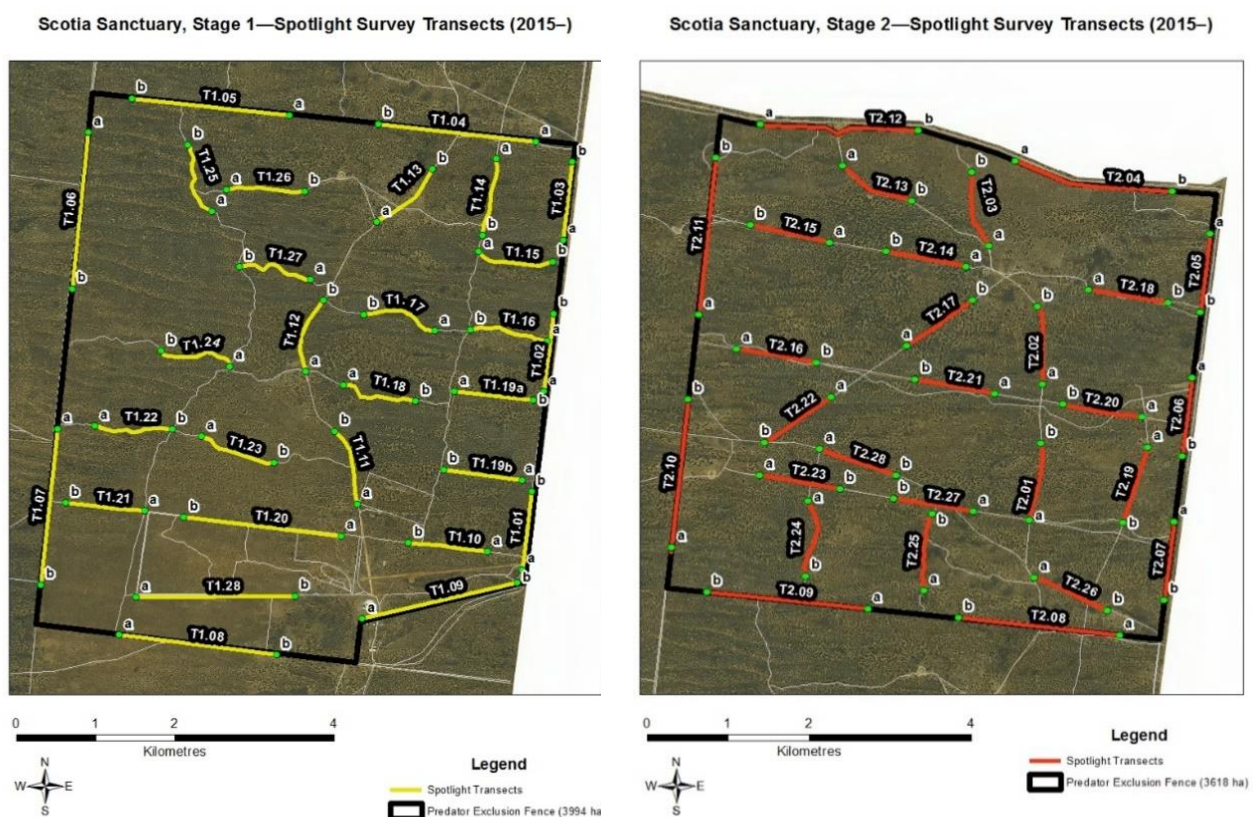 Scotia Sanctuary, Stage 1—Spotlight Survey Transects (2015–)
b
T1.05
a
b
T1.04
a
b
a
b
T1.25
a
a
T1.26
b
b
T1.13
a
a
T1.14
b
T1.03
a
a
T1.15
b
T1.06
b
b
T1.27
a
b
T1.12
a
a
T1.17
b
a
T1.16
b
b
T1.02
a
b
T1.24
a
a
T1.18
b
a
T1.19a
b
a
T1.22
b
a
T1.23
b
b
T1.11
a
a
T1.19b
b
a
T1.07
b
b
T1.21
a
b
T1.20
a
b
T1.10
a
T1.01
a
b
a
T1.28
b
a
T1.09
b
a
T1.08
b
0
1
2
4
Kilometres
N
W
E
S
Legend
Spotlight Transects
Predator Exclusion Fence (3994 ha
Scotia Sanctuary, Stage 2—Spotlight Survey Transects (2015–)
a
T2.12
b
a
T2.04
b
b
a
T2.13
b
b
T2.03
a
T2.11
a
b
T2.15
a
b
T2.14
a
a
T2.05
b
a
T2.18
b
b
T2.17
a
b
T2.02
a
a
T2.16
b
b
T2.21
a
b
T2.20
a
a
T2.06
b
b
T2.10
a
a
T2.22
b
a
T2.28
b
a
T2.23
b
b
T2.27
a
b
T2.01
a
a
T2.19
b
a
T2.24
b
b
T2.25
a
a
T2.26
b
a
T2.07
b
b
T2.09
a
b
T2.08
a
0
1
2
4
Kilometres
N
W
E
S
Legend
Spotlight Transects
Predator Exclusion Fence (3618 ha)